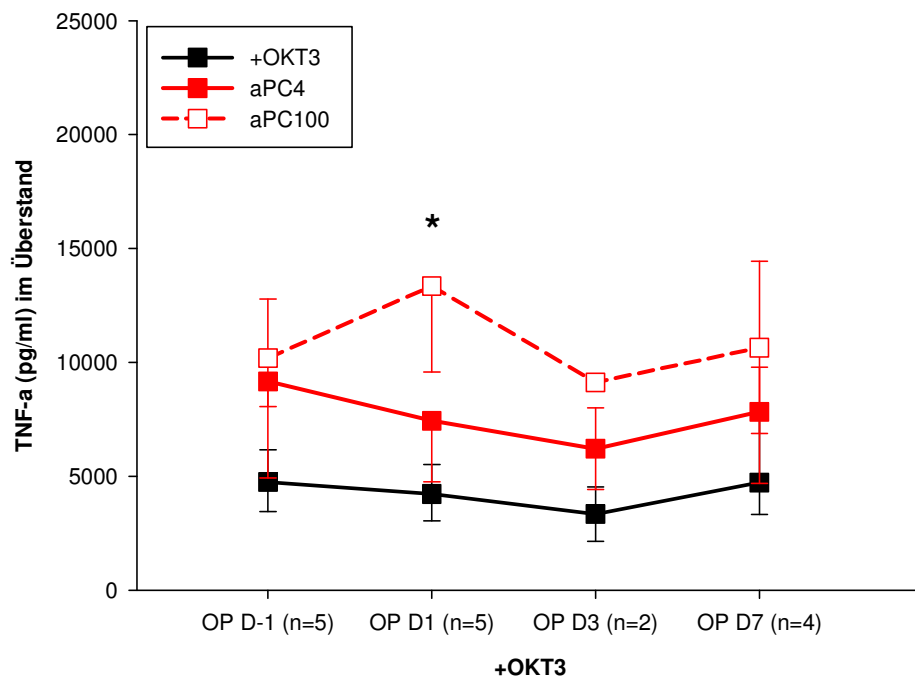 25000
20000
15000
10000
5000
0
TNF-a (pg/ml) im Überstand
+OKT3
aPC4
aPC100
*
OP D-1 (n=5) OP D1 (n=5) OP D3 (n=2) OP D7 (n=4)
+OKT3